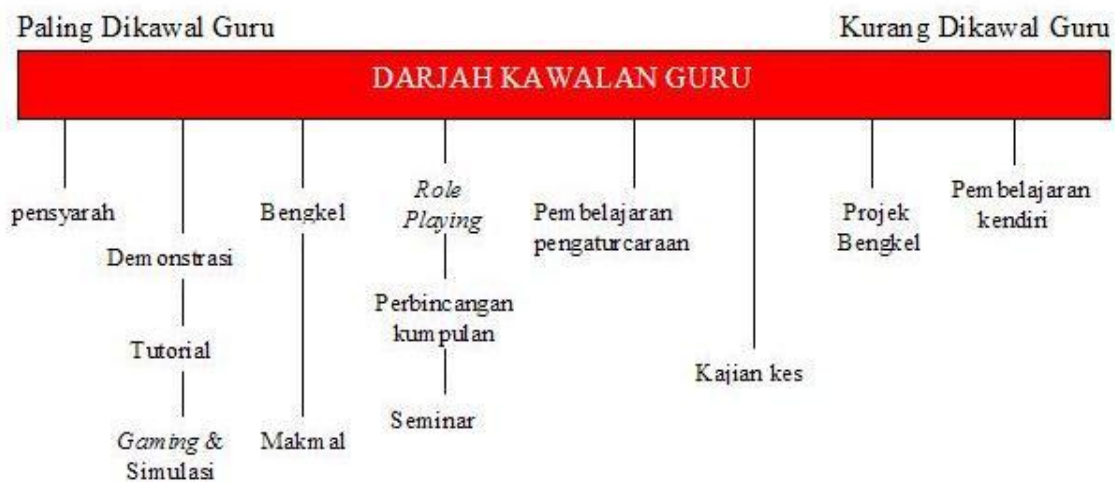 Paling Dikawal Guru
Kurang Dikawal Guru
DARJAH KAWALAN GURU
pensyarah
Demonstrasi
Tutorial
Gaming &
Simulasi
Bengkel
Makmal
Role
Playing
Perbincangan
kumpulan
Seminar
Pembelajaran
pengaturcaraan
Kajian kes
Projek
Bengkel
Pembelajaran
kendiri